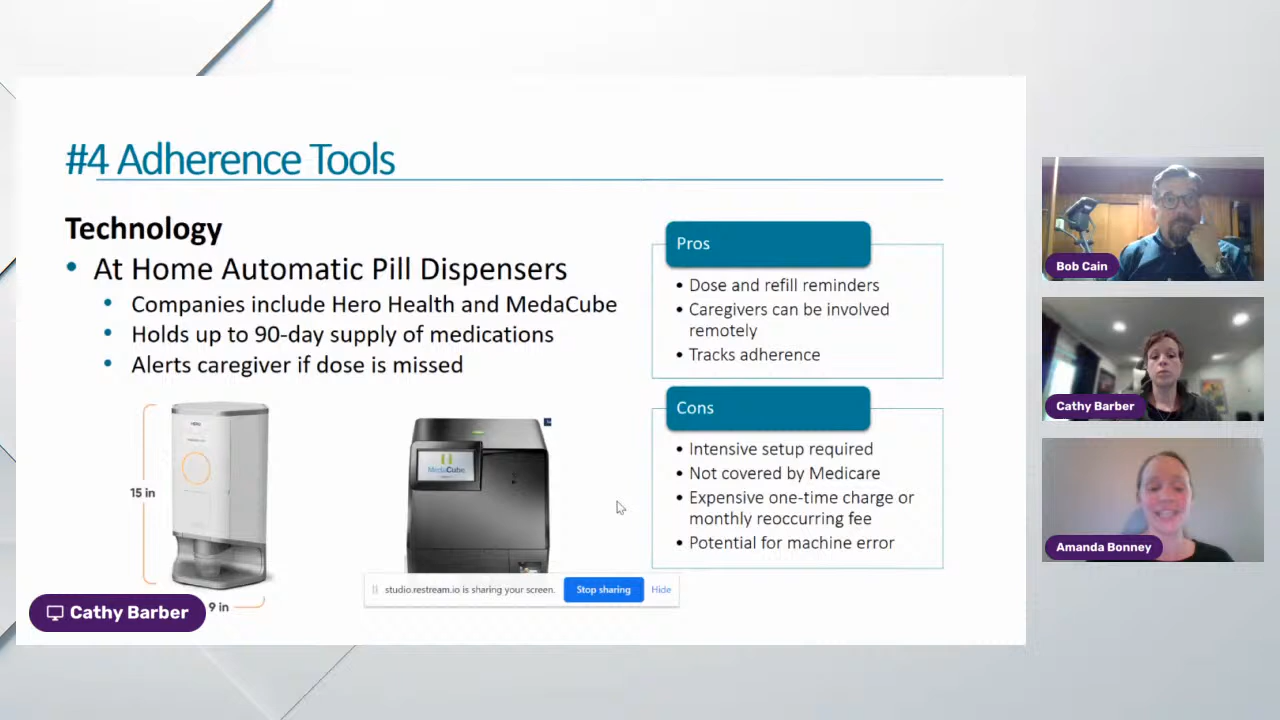 #4 Adherence Tools
Technology
• At Home Automatic Pill Dispensers
• Companies include Hero Health and MedaCube
• Holds up to 90-day supply of medications
• Alerts caregiver if dose is missed
15 in
9 in
MedaCube
Pros
• Dose and refill reminders
• Caregivers can be involved
remotely
• Tracks adherence
Cons
• Intensive setup required
• Not covered by Medicare
• Expensive one-time charge or
monthly reoccurring fee
• Potential for machine error
studio.restream.io is sharing your screen.
Stop sharing
Hide
Cathy Barber
Bob Cain
Cathy Barber
Amanda Bonney